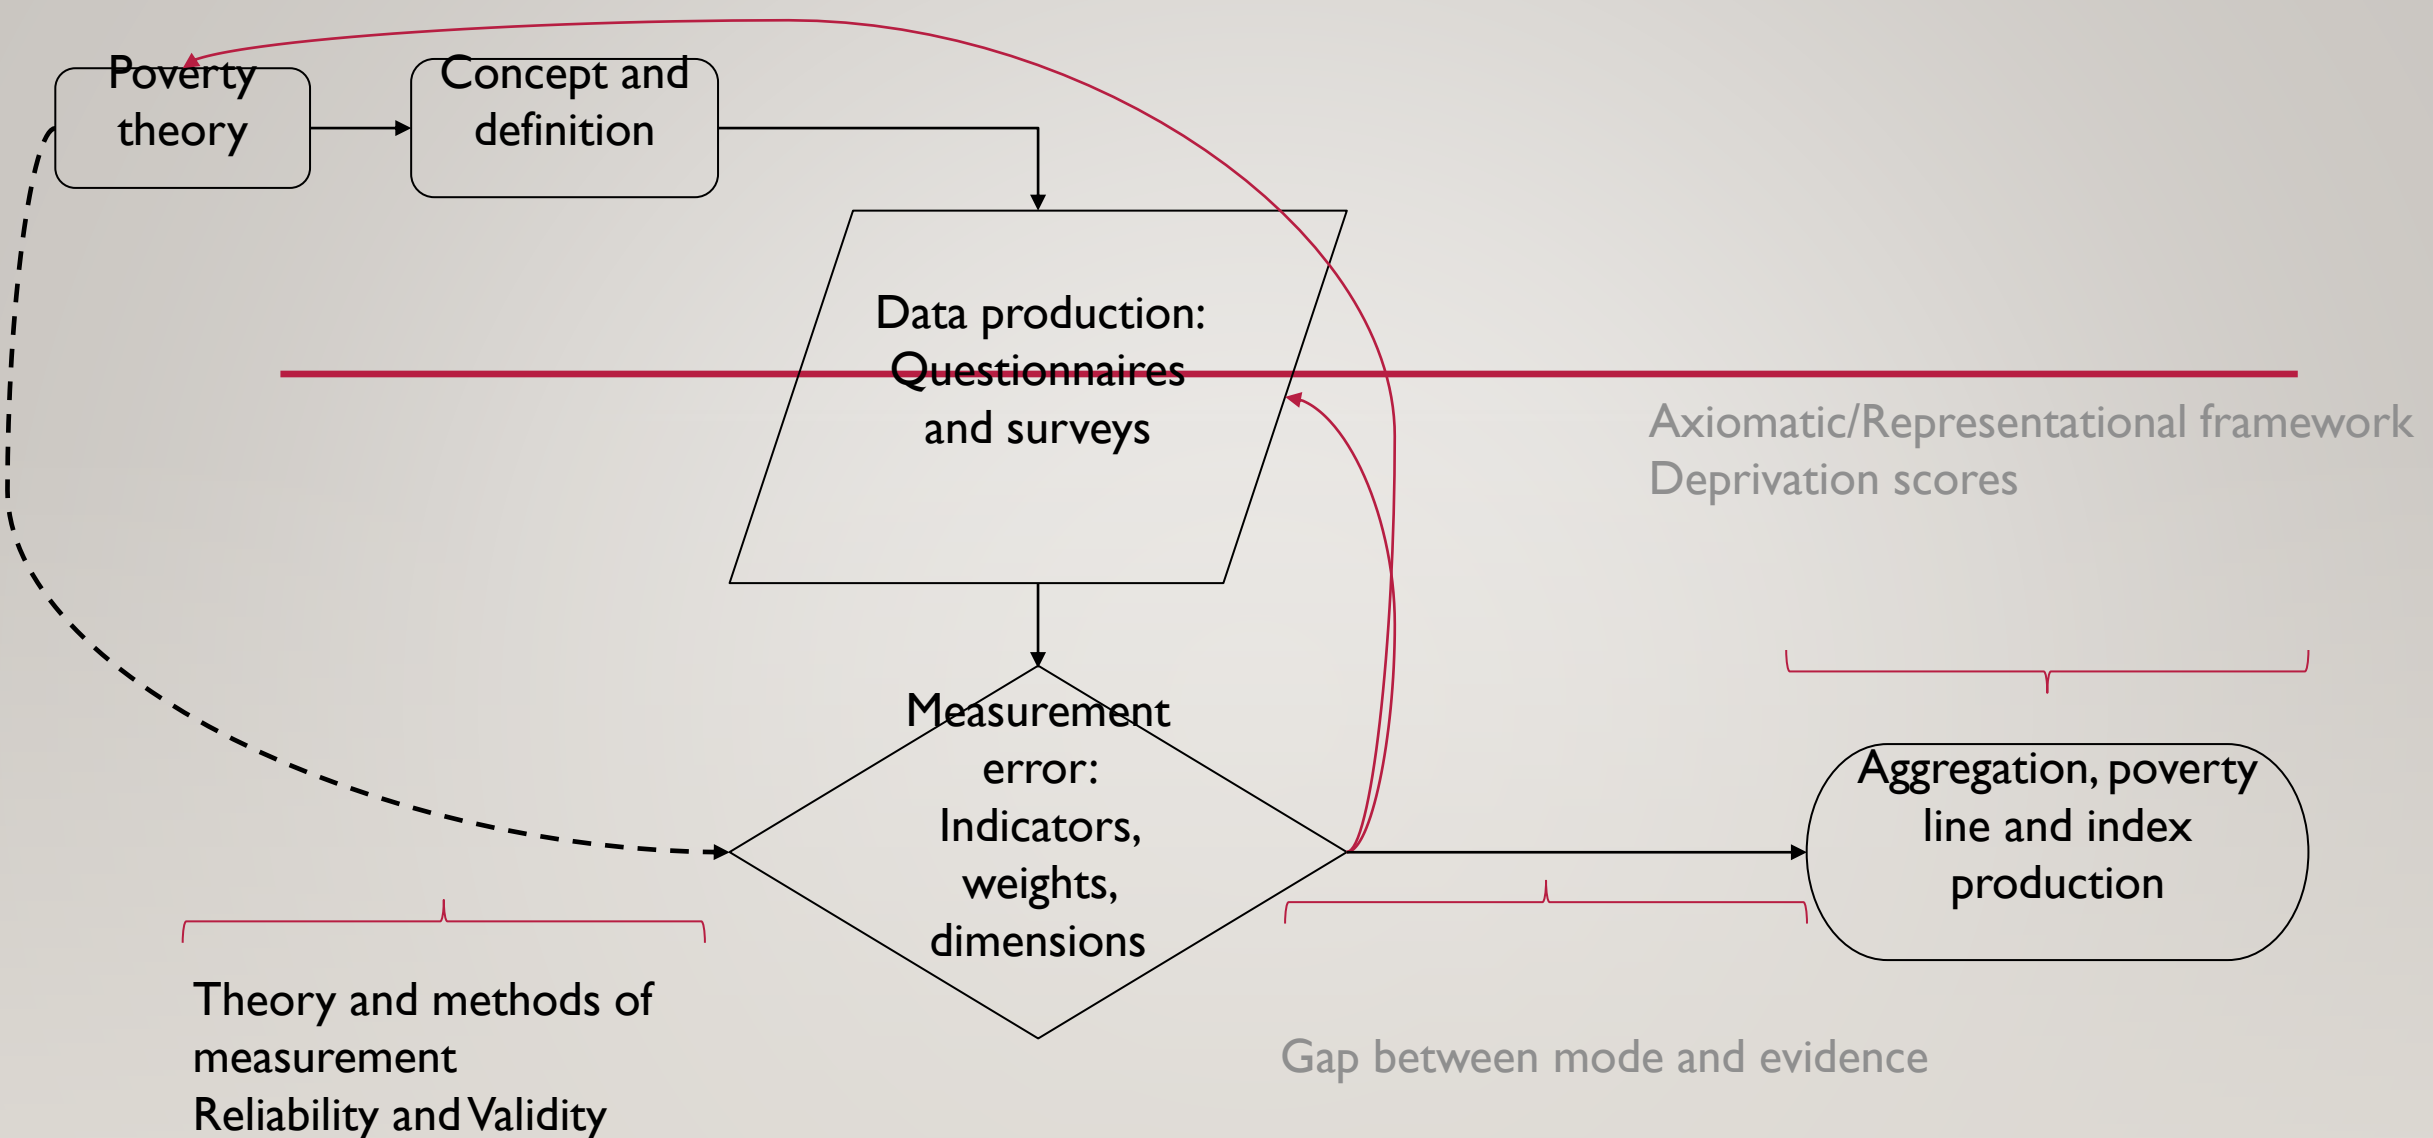 Poverty
theory
Concept and
definition
Data production:
Questionnaires
and surveys
Axiomatic/Representational framework
Deprivation scores
Measurement
error:
Indicators,
weights,
dimensions
Aggregation, poverty
line and index
production
Theory and methods of
measurement
Reliability and Validity
Gap between mode and evidence